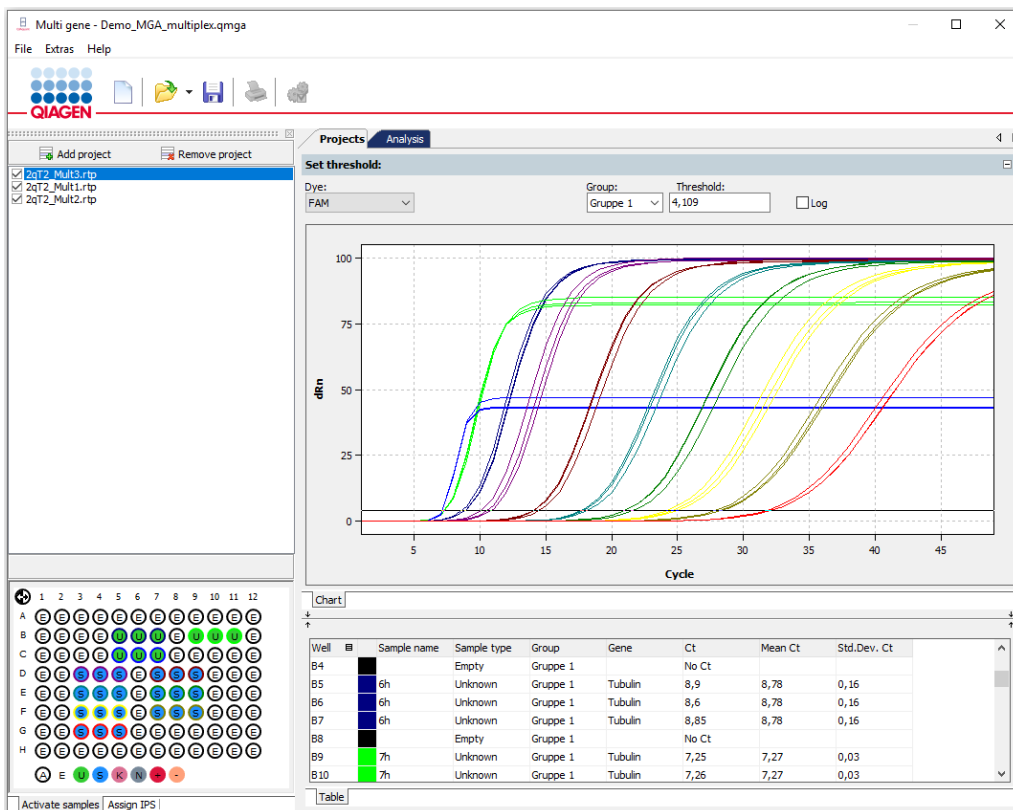 Multi gene - Demo_MGA_multiplex.qmga
File Extras Help
QIAGEN
Add project Remove project
2qT2_Mult3.rtp
2qT2_Mult1.rtp
2qT2_Mult2.rtp
Projects Analysis
Set threshold:
Dye: Group: Threshold:
FAM Gruppe 1 4,109 Log
100
75
50
25
0
dRn
5 10 15 20 25 30 35 40 45
Cycle
Chart
1 2 3 4 5 6 7 8 9 10 11 12
A E E E E E E E E E E E E
B E E E E U U U E U U U E
C E E E E U U U E E E E E
D E E S S S E S S S E E E
E E E S S S E S S S E E E
F E E S S S E S S S E E E
G E E S S S E E E E E E E
H E E E E E E E E E E E E
A E U S K N + -
Activate samples Assign IPS
Well Sample name Sample type Group Gene Ct Mean Ct Std.Dev. Ct
B4 Empty Gruppe 1 No Ct
B5 6h Unknown Gruppe 1 Tubulin 8,9 8,78 0,16
B6 6h Unknown Gruppe 1 Tubulin 8,6 8,78 0,16
B7 6h Unknown Gruppe 1 Tubulin 8,85 8,78 0,16
B8 Empty Gruppe 1 No Ct
B9 7h Unknown Gruppe 1 Tubulin 7,25 7,27 0,03
B10 7h Unknown Gruppe 1 Tubulin 7,26 7,27 0,03
Table